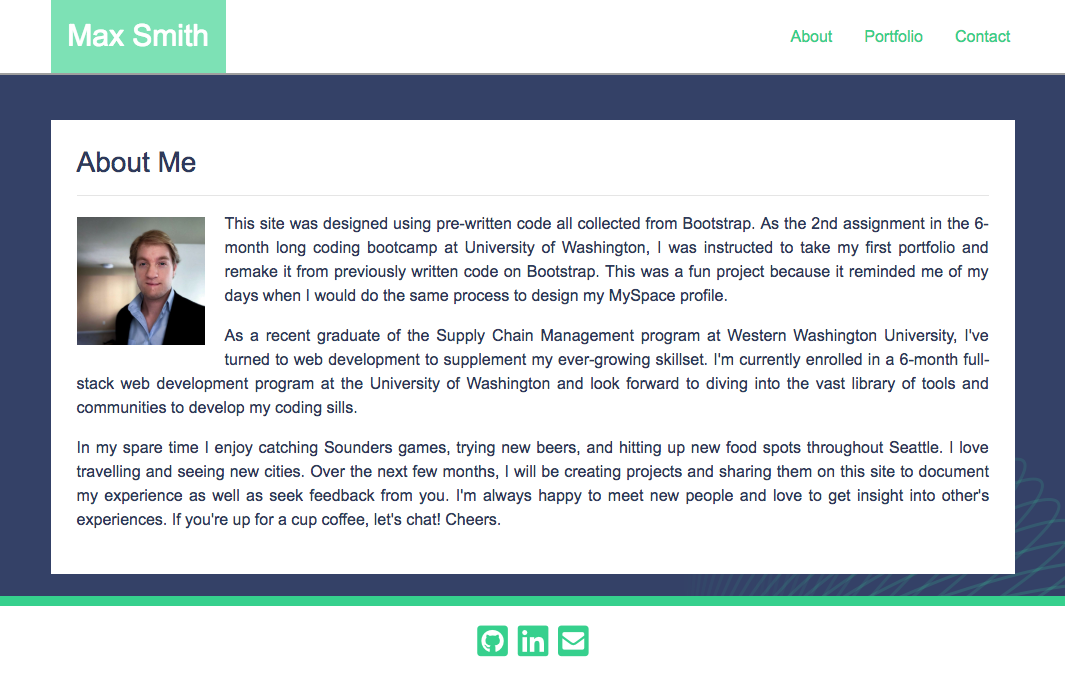 Max Smith
About Portfolio Contact
About Me
This site was designed using pre-written code all collected from Bootstrap. As the 2nd assignment in the 6-
month long coding bootcamp at University of Washington, I was instructed to take my first portfolio and
remake it from previously written code on Bootstrap. This was a fun project because it reminded me of my
days when I would do the same process to design my MySpace profile.
As a recent graduate of the Supply Chain Management program at Western Washington University, I've
turned to web development to supplement my ever-growing skillset. I'm currently enrolled in a 6-month full-
stack web development program at the University of Washington and look forward to diving into the vast library of tools and
communities to develop my coding sills.
In my spare time I enjoy catching Sounders games, trying new beers, and hitting up new food spots throughout Seattle. I love
travelling and seeing new cities. Over the next few months, I will be creating projects and sharing them on this site to document
my experience as well as seek feedback from you. I'm always happy to meet new people and love to get insight into other's
experiences. If you're up for a cup coffee, let's chat! Cheers.
in